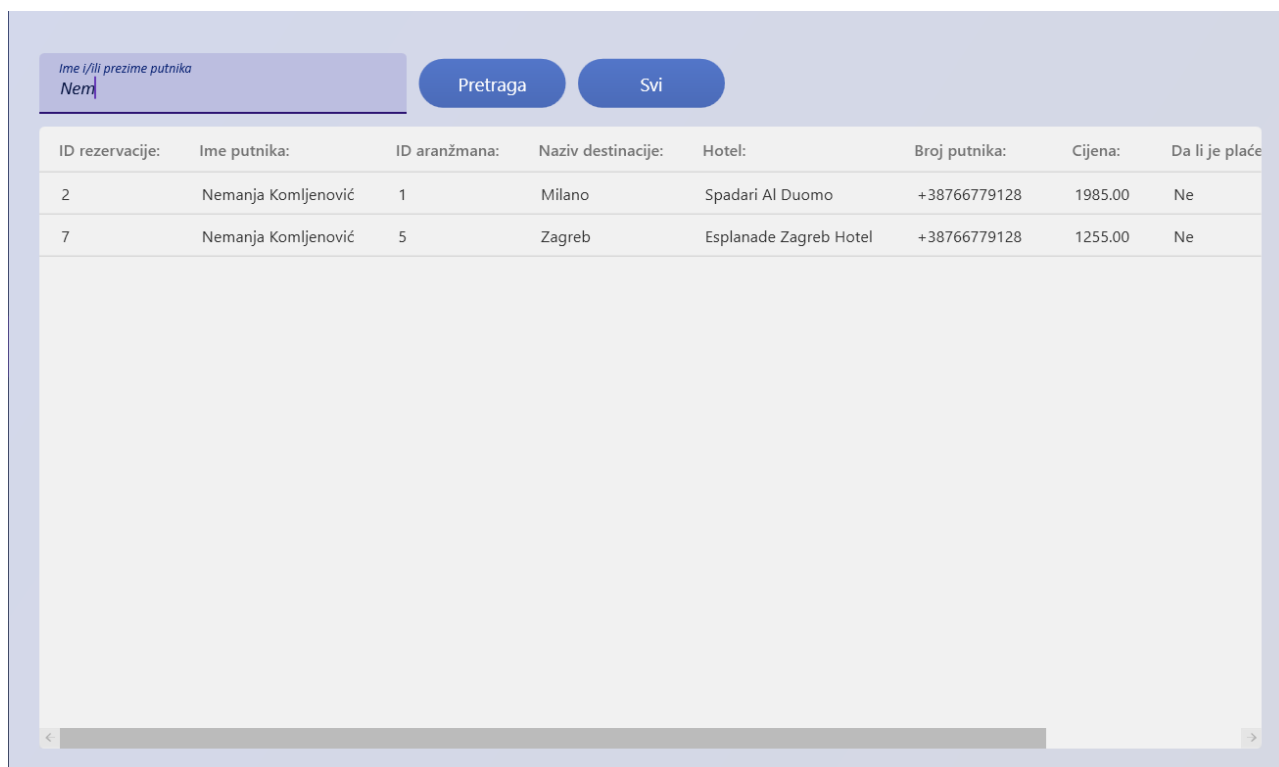 Ime i/ili prezime putnika
Nem
Pretraga Svi
ID rezervacije: Ime putnika: ID aranžmana: Naziv destinacije: Hotel: Broj putnika: Cijena: Da li je plaće
2 Nemanja Komljenović 1 Milano Spadari Al Duomo +38766779128 1985.00 Ne
7 Nemanja Komljenović 5 Zagreb Esplanade Zagreb Hotel +38766779128 1255.00 Ne